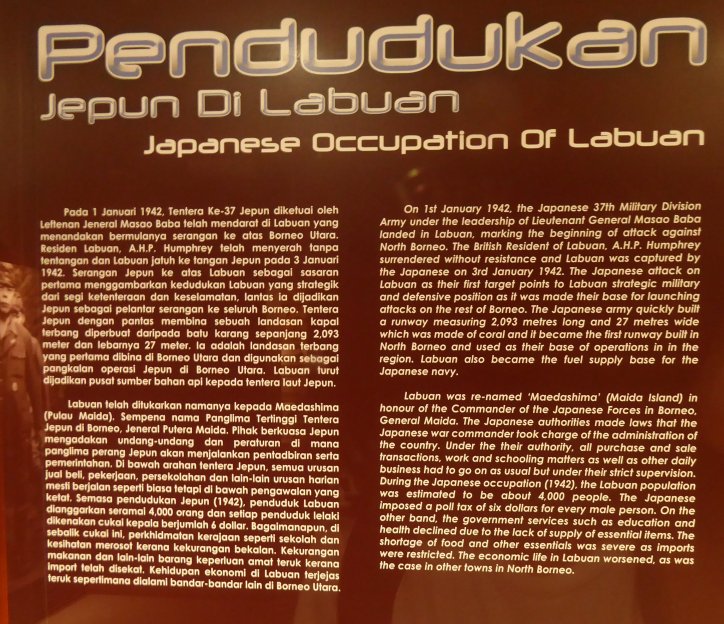 Pendudukan
Jepun Di Labuan
Japanese Occupation Of Labuan
Pada 1 Januari 1942, Tentera Ke-37 Jepun diketuai oleh
Leftenan Jeneral Masao Baba telah mendarat di Labuan yang
menandakan bermulanya serangan ke atas Borneo Utara.
Residen Labuan, A.H.P. Humphrey telah menyerah tanpa
tentangan dan Labuan jatuh ke tangan Jepun pada 3 Januari
1942. Serangan Jepun ke atas Labuan sebagai sasaran
pertama menggambarkan kedudukan Labuan yang strategik
dari segi ketenteraan dan keselamatan, lantas ia dijadikan
Jepun sebagai pelantar serangan ke seluruh Borneo. Tentera
Jepun dengan pantas membina sebuah landasan kapal
terbang diperbuat daripada batu karang sepanjang 2,093
meter dan lebarnya 27 meter. Ia adalah landasan terbang
yang pertama dibina di Borneo Utara dan digunakan sebagai
pangkalan operasi Jepun di Borneo Utara. Labuan turut
dijadikan pusat sumber bahan api kepada tentera laut Jepun.
Labuan telah ditukarkan namanya kepada Maedashima
(Pulau Maida). Sempena nama Panglima Tertinggi Tentera
Jepun di Borneo, Jeneral Putera Maida. Pihak berkuasa Jepun
mengadakan undang-undang dan peraturan di mana
panglima perang Jepun akan menjalankan pentadbiran serta
pemerintahan. Di bawah arahan tentera Jepun, semua urusan
jual beli, pekerjaan, persekolahan dan lain-lain urusan harian
mesti berjalan seperti biasa tetapi di bawah pengawalan yang
ketat. Semasa pendudukan Jepun (1942), penduduk Labuan
dianggarkan seramai 4,000 orang dan setiap penduduk lelaki
dikenakan cukai kepala berjumlah 6 dollar. Bagaimanapun, di
sebalik cukai ini, perkhidmatan kerajaan seperti sekolah dan
kesihatan merosot kerana kekurangan bekalan. Kekurangan
makanan dan lain-lain barang keperluan amat teruk kerana
import telah disekat. Kehidupan ekonomi di Labuan terjejas
teruk sepertimana dialami bandar-bandar lain di Borneo Utara.
On 1st January 1942, the Japanese 37th Military Division
Army under the leadership of Lieutenant General Masao Baba
landed in Labuan, marking the beginning of attack against
North Borneo. The British Resident of Labuan, A.H.P. Humphrey
surrendered without resistance and Labuan was captured by
the Japanese on 3rd January 1942. The Japanese attack on
Labuan as their first target points to Labuan strategic military
and defensive position as it was made their base for launching
attacks on the rest of Borneo. The Japanese army quickly built
a runway measuring 2,093 metres long and 27 metres wide
which was made of coral and it became the first runway built in
North Borneo and used as their base of operations in in the
region. Labuan also became the fuel supply base for the
Japanese navy.
Labuan was re-named ‘Maedashima’ (Maida Island) in
honour of the Commander of the Japanese Forces in Borneo,
General Maida. The Japanese authorities made laws that the
Japanese war commander took charge of the administration of
the country. Under the their authority, all purchase and sale
transactions, work and schooling matters as well as other daily
business had to go on as usual but under their strict supervision.
During the Japanese occupation (1942), the Labuan population
was estimated to be about 4,000 people. The Japanese
imposed a poll tax of six dollars for every male person. On the
other band, the government services such as education and
health declined due to the lack of supply of essential items. The
shortage of food and other essentials was severe as imports
were restricted. The economic life in Labuan worsened, as was
the case in other towns in North Borneo.